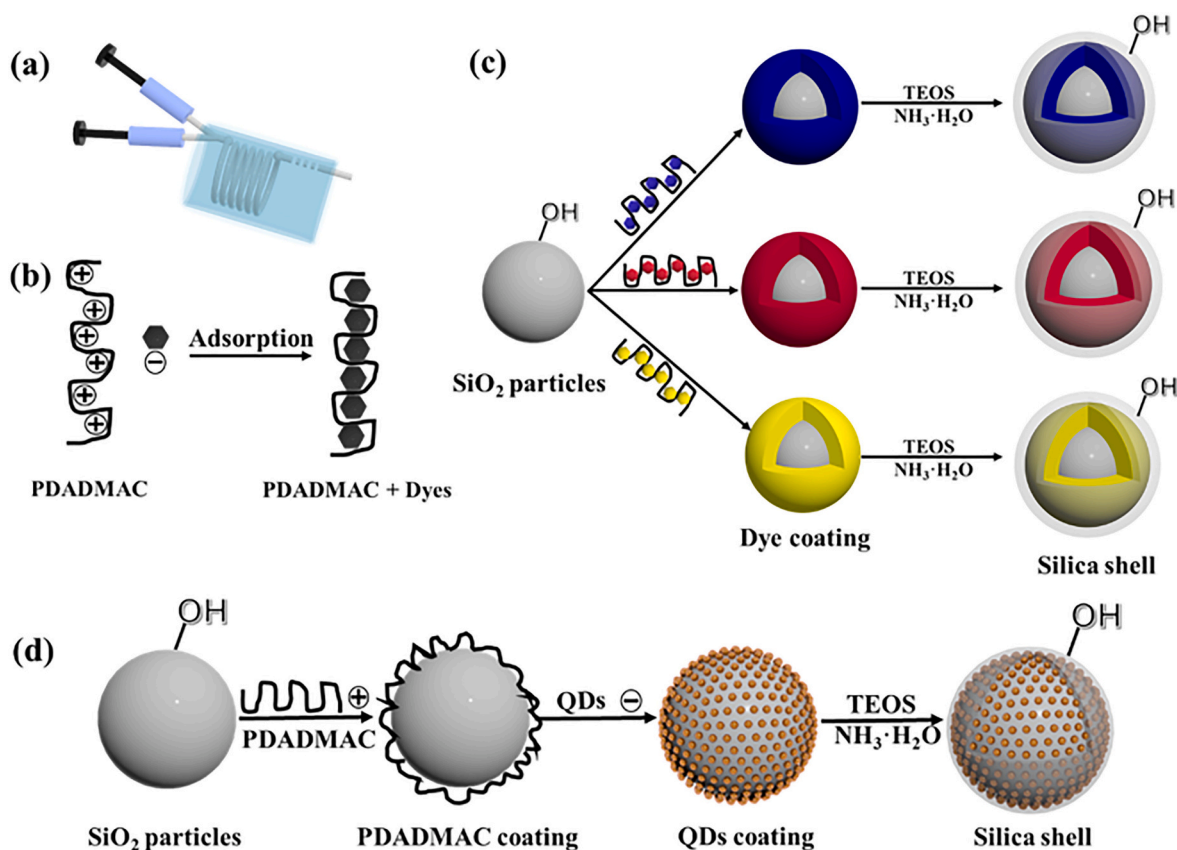 (a)
(b)
PDADMAC
Adsorption
PDADMAC + Dyes
(c)
OH
SiO₂ particles
TEOS
NH₃·H₂O
OH
TEOS
NH₃·H₂O
OH
TEOS
NH₃·H₂O
OH
Dye coating
Silica shell
(d)
OH
SiO₂ particles
PDADMAC
PDADMAC coating
QDs
QDs coating
TEOS
NH₃·H₂O
OH
Silica shell